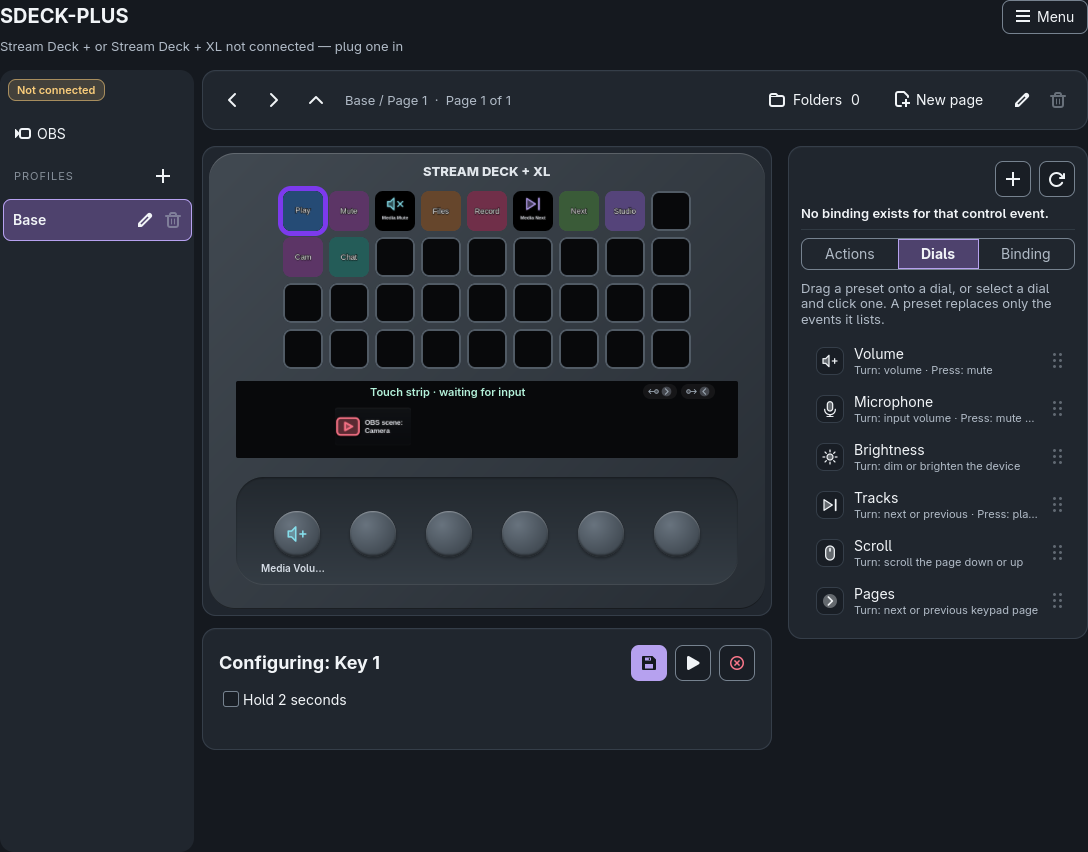 SDECK-PLUS
Menu
Stream Deck + or Stream Deck + XL not connected — plug one in
Not connected
OBS
PROFILES
Base
Base / Page 1 · Page 1 of 1
Folders 0
New page
STREAM DECK + XL
Play
Mute
Media Mute
Files
Record
Media Next
Next
Studio
Cam
Chat
Touch strip · waiting for input
OBS scene:
Camera
Media Volu...
Configuring: Key 1
Hold 2 seconds
No binding exists for that control event.
Actions
Dials
Binding
Drag a preset onto a dial, or select a dial
and click one. A preset replaces only the
events it lists.
Volume
Turn: volume · Press: mute
Microphone
Turn: input volume · Press: mute ...
Brightness
Turn: dim or brighten the device
Tracks
Turn: next or previous · Press: pla...
Scroll
Turn: scroll the page down or up
Pages
Turn: next or previous keypad page